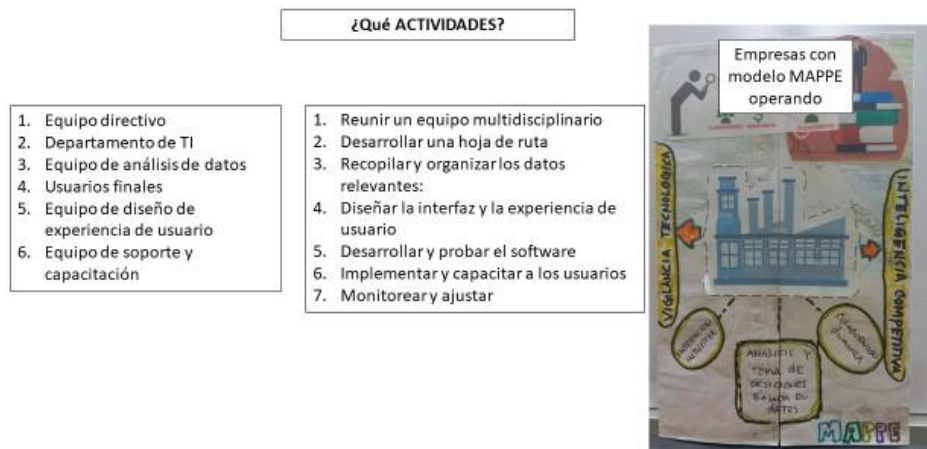 ¿Qué ACTIVIDADES?
1. Equipo directivo
2. Departamento de TI
3. Equipo de análisis de datos
4. Usuarios finales
5. Equipo de diseño de
experiencia de usuario
6. Equipo de soporte y
capacitación
1. Reunir un equipo multidisciplinario
2. Desarrollar una hoja de ruta
3. Recopilar y organizar los datos
relevantes:
4. Diseñar la interfaz y la experiencia de
usuario
5. Desarrollar y probar el software
6. Implementar y capacitar a los usuarios
7. Monitorear y ajustar
Empresas con
modelo MAPPE
operando
VIGILANCIA TECNOLOGICA
INTELIGENCIA COMPETITIVA
ANALISIS Y
TOMA DE
DECISIONES
MAPPE